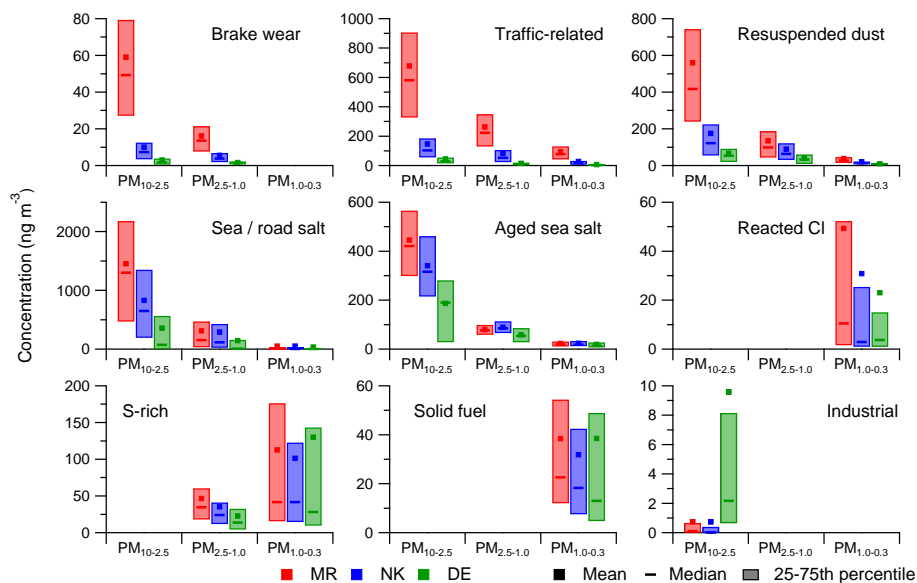 Concentration (ng m⁻³)
Brake wear
80
60
40
20
0
PM₁₀₋₂.₅ PM₂.₅₋₁.₀ PM₁.₀₋₀.₃
Traffic-related
1000
800
600
400
200
0
PM₁₀₋₂.₅ PM₂.₅₋₁.₀ PM₁.₀₋₀.₃
Resuspended dust
800
600
400
200
0
PM₁₀₋₂.₅ PM₂.₅₋₁.₀ PM₁.₀₋₀.₃
Sea / road salt
2000
1000
0
PM₁₀₋₂.₅ PM₂.₅₋₁.₀ PM₁.₀₋₀.₃
Aged sea salt
600
400
200
0
PM₁₀₋₂.₅ PM₂.₅₋₁.₀ PM₁.₀₋₀.₃
Reacted Cl
60
40
20
0
PM₁₀₋₂.₅ PM₂.₅₋₁.₀ PM₁.₀₋₀.₃
S-rich
200
150
100
50
0
PM₁₀₋₂.₅ PM₂.₅₋₁.₀ PM₁.₀₋₀.₃
Solid fuel
60
40
20
0
PM₁₀₋₂.₅ PM₂.₅₋₁.₀ PM₁.₀₋₀.₃
Industrial
10
8
6
4
2
0
PM₁₀₋₂.₅ PM₂.₅₋₁.₀ PM₁.₀₋₀.₃
MR NK DE Mean Median 25-75th percentile